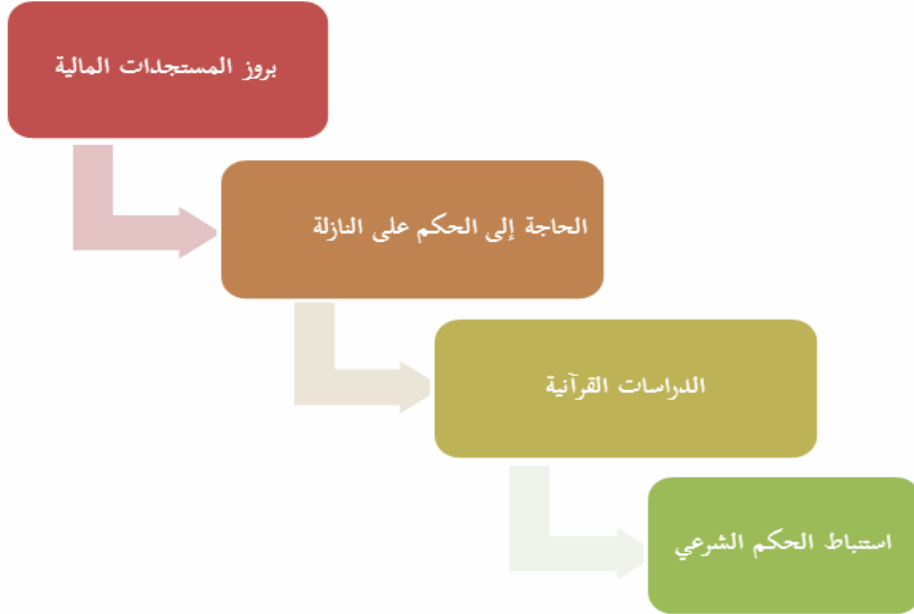 بروز المستجدات المالية
الحاجة إلى الحكم على النازلة
الدراسات القرآنية
استنباط الحكم الشرعي